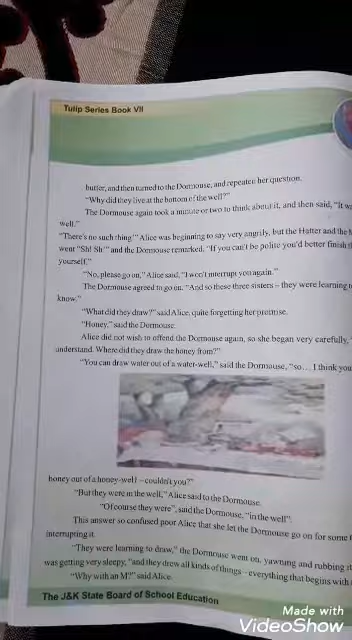 Tulip Series Book VII
butter, and then turned to the Dormouse, and repeated her question.
"Why did they live at the bottom of the well?"
The Dormouse again took a minute or two to think about it, and then said, "It
well."
"There's no such thing'" Alice was beginning to say very angrily, but the Hatter and the
went "Sh! Sh'" and the Dormouse remarked. "If you can't be polite you'd better finish
yourself."
"No, please go on," Alice said, "I won't interrupt you again."
The Dormouse agreed to go on. "And so these three sisters – they were learning
know."
"What did they draw?" said Alice, quite forgetting her promise.
"Honey," said the Dormouse.
Alice did not wish to offend the Dormouse again, so she began very carefully,
understand. Where did they draw the honey from?"
"You can draw water out of a water-well," said the Dormause, "so... I think you
honey out of a honey-well – couldn't you?"
"But they were in the well," Alice said to the Dormouse.
"Of course they were", said the Dormouse, "in the well".
This answer so confused poor Alice that she let the Dormouse go on for some
interrupting it.
"They were learning to draw," the Dormouse went on, yawning and rubbing
was getting very sleepy, "and they drew all kinds of things – everything that begins with
"Why with an M?" said Alice.
The J&K State Board of School Education
Made with
VideoShow